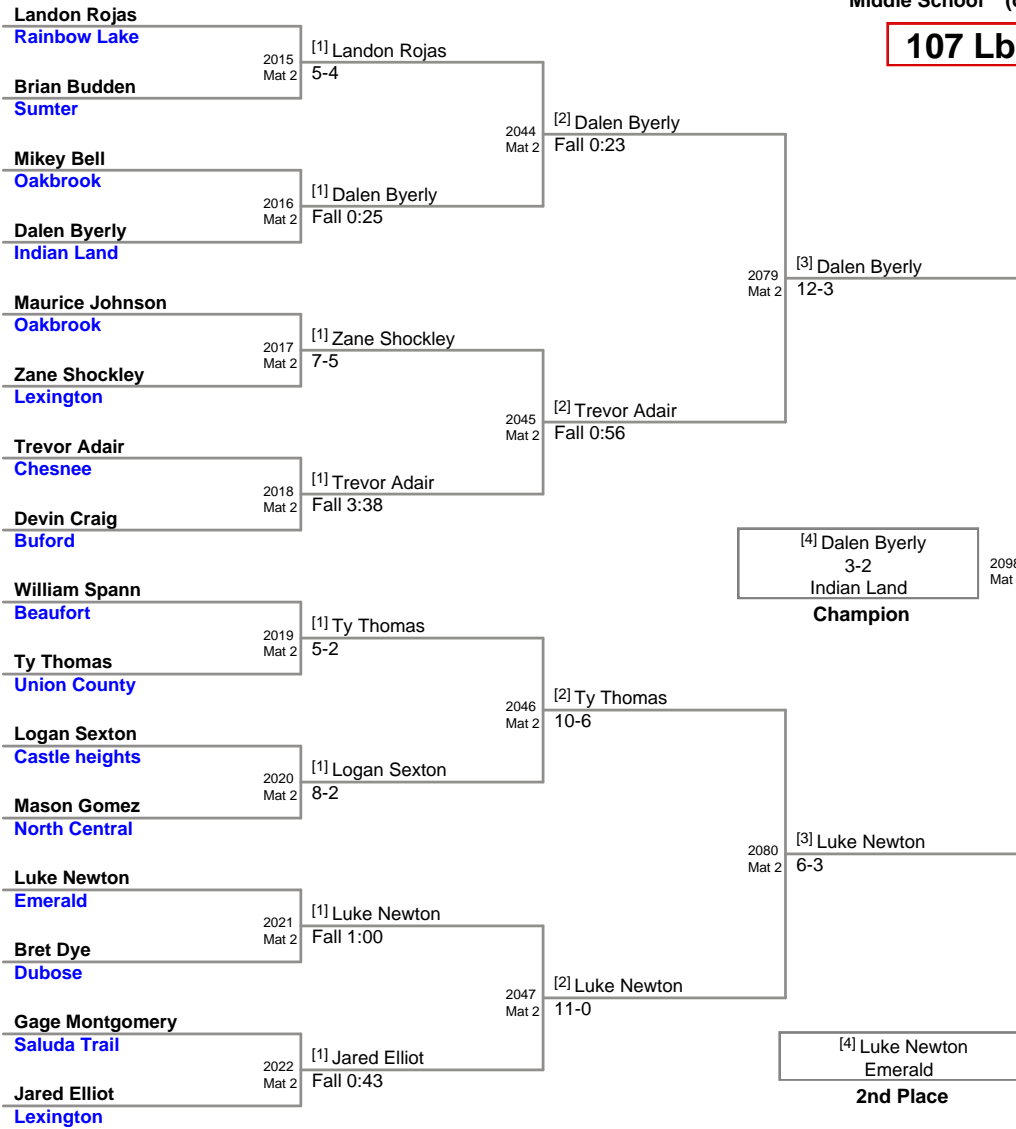 Middle School
107 Lb
Landon Rojas
Rainbow Lake
2015
Mat 2
[1] Landon Rojas
5-4
Brian Budden
Sumter
2044
Mat 2
[2] Dalen Byerly
Fall 0:23
Mikey Bell
Oakbrook
2016
Mat 2
[1] Dalen Byerly
Fall 0:25
Dalen Byerly
Indian Land
2079
Mat 2
[3] Dalen Byerly
12-3
Maurice Johnson
Oakbrook
2017
Mat 2
[1] Zane Shockley
7-5
Zane Shockley
Lexington
2045
Mat 2
[2] Trevor Adair
Fall 0:56
Trevor Adair
Chesnee
2018
Mat 2
[1] Trevor Adair
Fall 3:38
Devin Craig
Buford
[4] Dalen Byerly
3-2
Indian Land
Champion
2098
Mat
William Spann
Beaufort
2019
Mat 2
[1] Ty Thomas
5-2
Ty Thomas
Union County
2046
Mat 2
[2] Ty Thomas
10-6
Logan Sexton
Castle heights
2020
Mat 2
[1] Logan Sexton
8-2
Mason Gomez
North Central
2080
Mat 2
[3] Luke Newton
6-3
Luke Newton
Emerald
2021
Mat 2
[1] Luke Newton
Fall 1:00
Bret Dye
Dubose
2047
Mat 2
[2] Luke Newton
11-0
Gage Montgomery
Saluda Trail
2022
Mat 2
[1] Jared Elliot
Fall 0:43
Jared Elliot
Lexington
[4] Luke Newton
Emerald
2nd Place